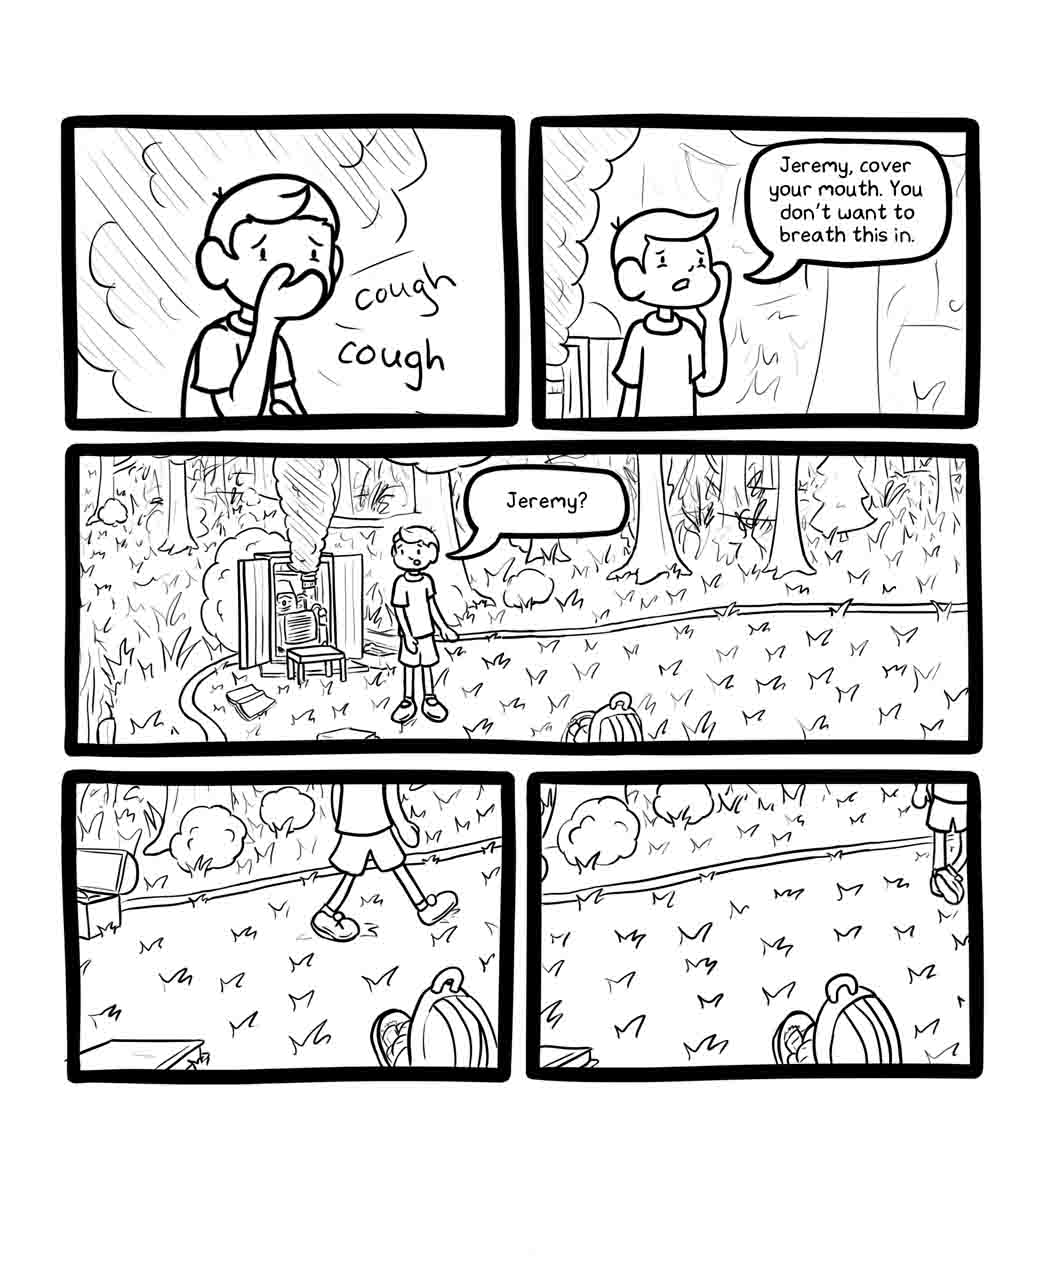 cough
cough
Jeremy, cover
your mouth. You
don't want to
breath this in.
Jeremy?